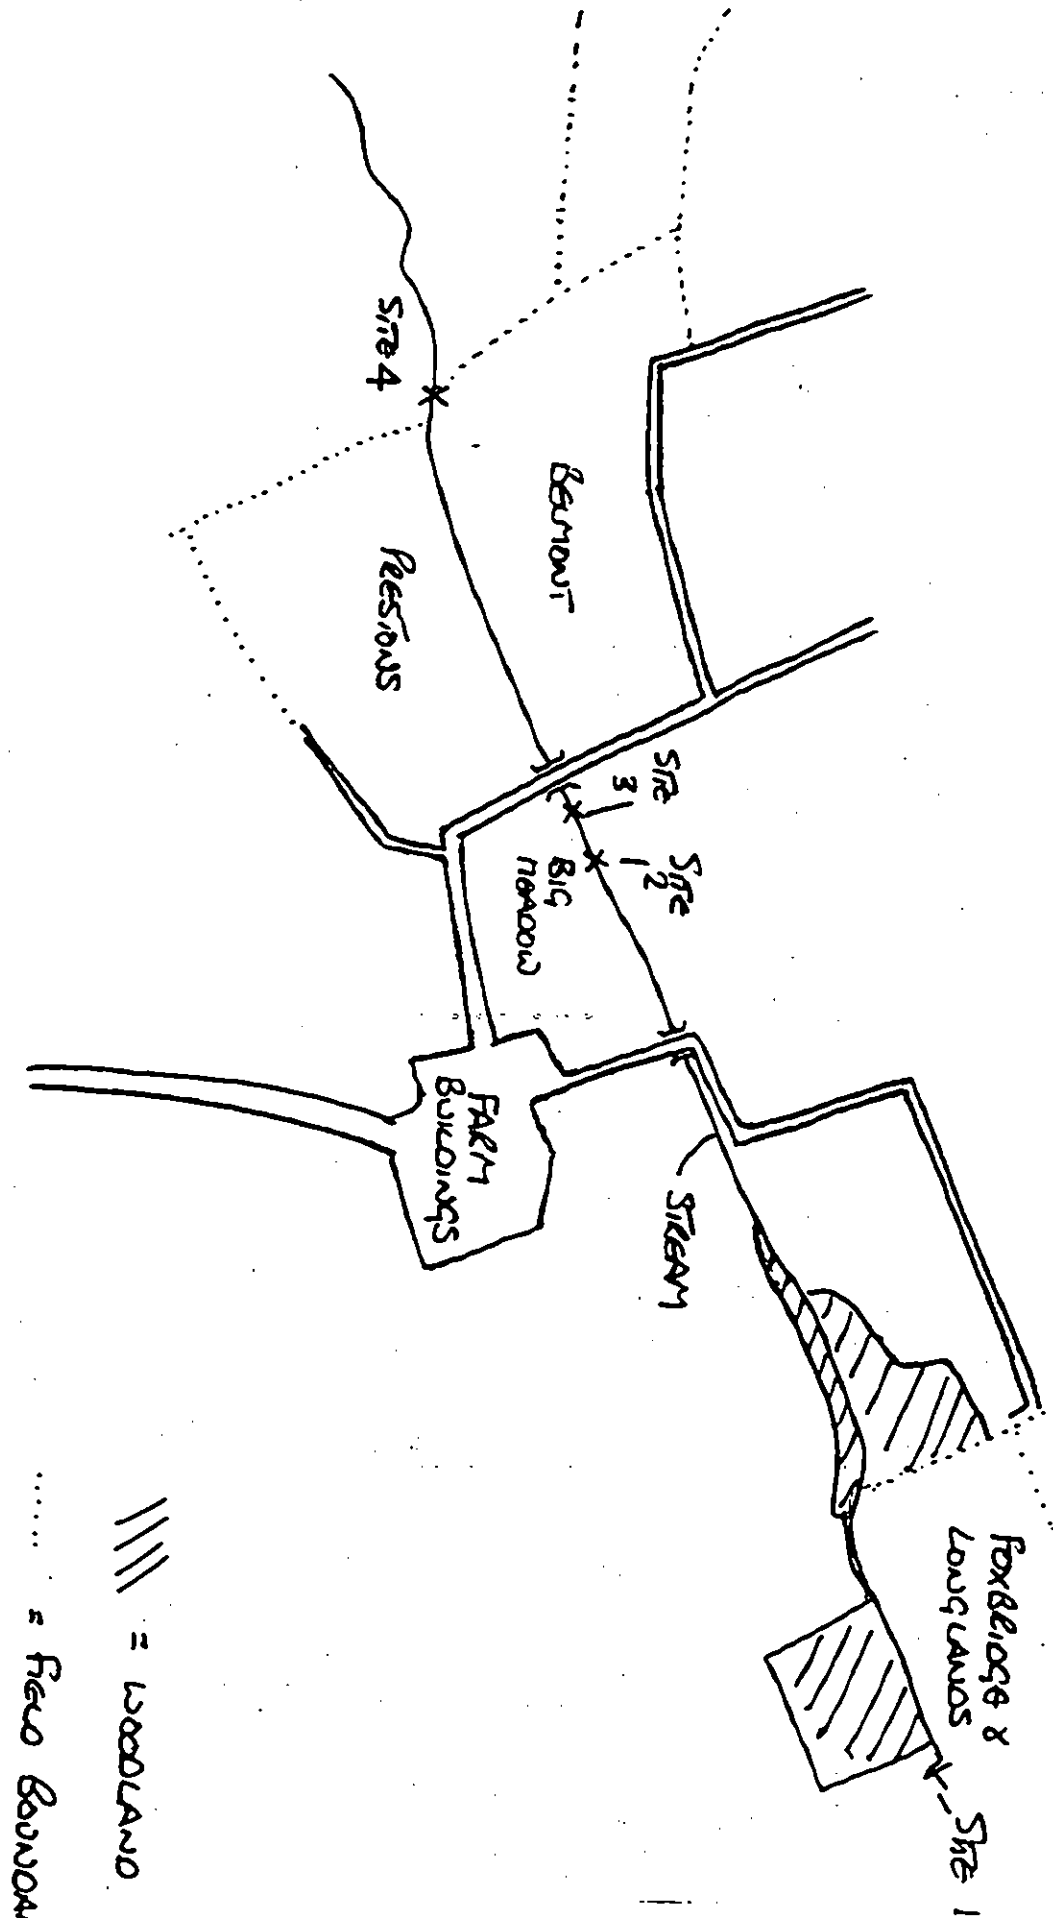 SITE 4
BELMONT
PRESTONS
SITE
3
SITE
1 2
BIG
MEADOW
FARM
BUILDINGS
STREAM
FOXBRIDGE &
LONGLANDS
SITE 1
= WOODLAND
..... = FIELD BOUNDA